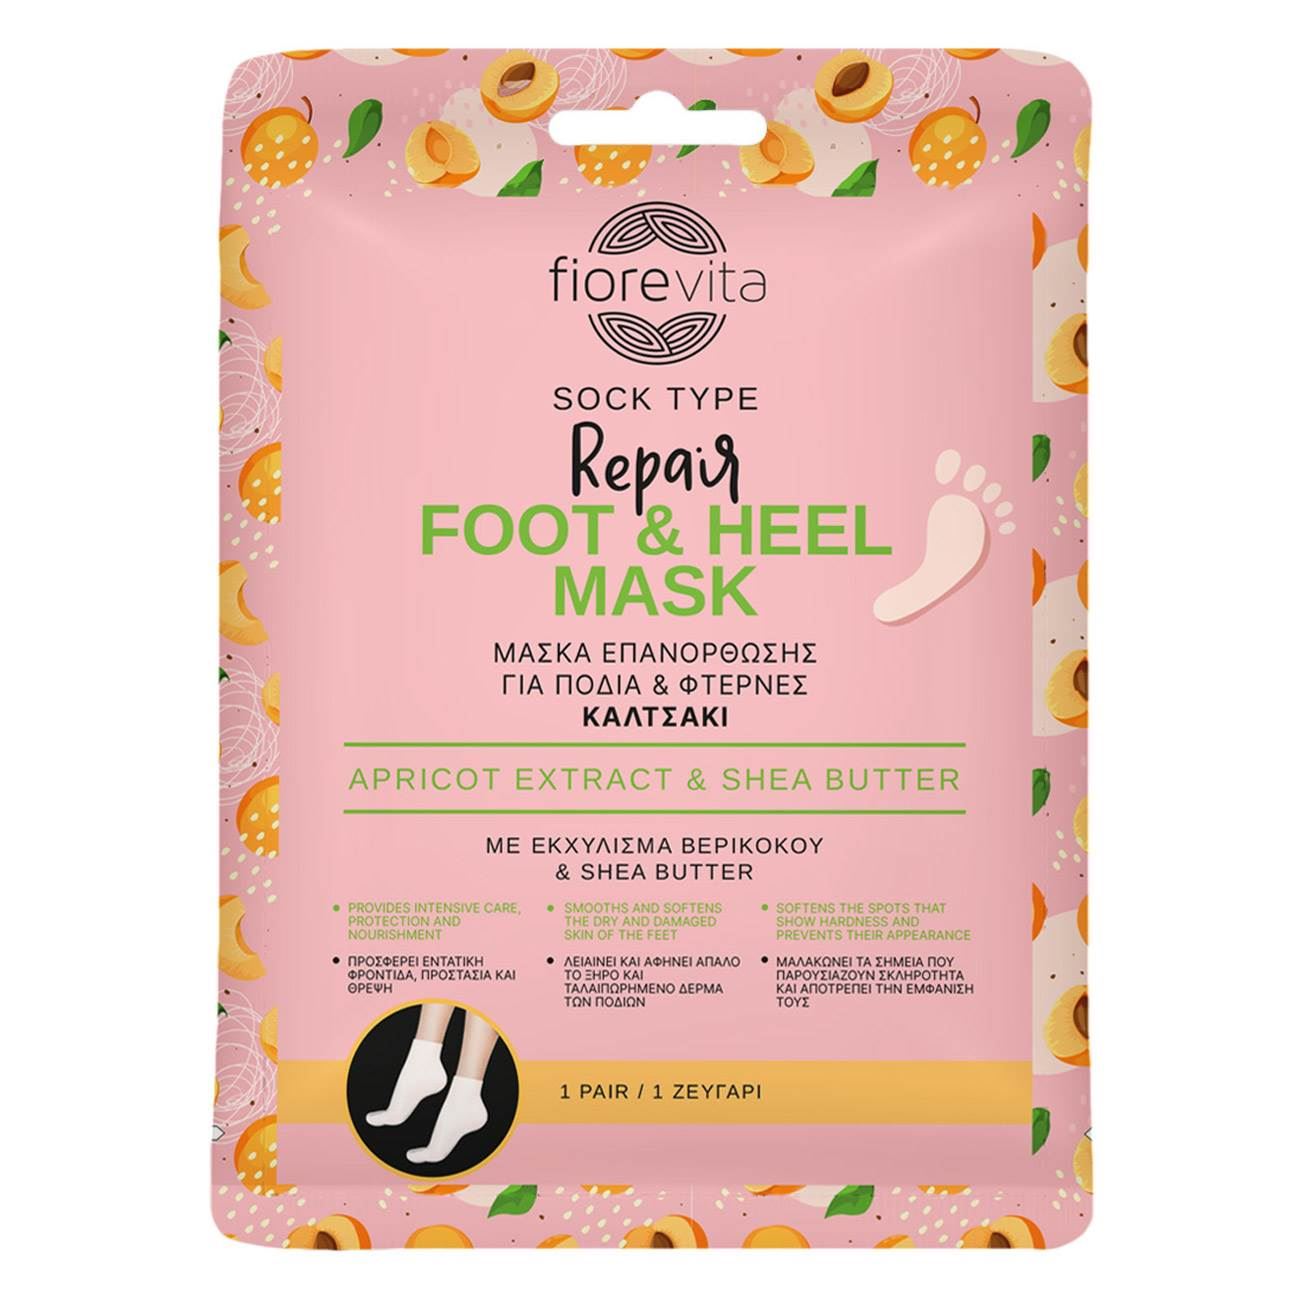 fiorevita
SOCK TYPE
Repair
FOOT & HEEL
MASK
ΜΑΣΚΑ ΕΠΑΝΟΡΘΩΣΗΣ
ΓΙΑ ΠΟΔΙΑ & ΦΤΕΡΝΕΣ
ΚΑΛΤΣΑΚΙ
APRICOT EXTRACT & SHEA BUTTER
ΜΕ ΕΚΧΥΛΙΣΜΑ ΒΕΡΙΚΟΚΟΥ
& SHEA BUTTER
• PROVIDES INTENSIVE CARE,
PROTECTION AND
NOURISHMENT
• ΠΡΟΣΦΕΡΕΙ ΕΝΤΑΤΙΚΗ
ΦΡΟΝΤΙΔΑ, ΠΡΟΣΤΑΣΙΑ ΚΑΙ
ΘΡΕΨΗ
• SMOOTHS AND SOFTENS
THE DRY AND DAMAGED
SKIN OF THE FEET
• ΛΕΙΑΙΝΕΙ ΚΑΙ ΑΦΗΝΕΙ ΑΠΑΛΟ
ΤΟ ΞΗΡΟ ΚΑΙ
ΤΑΛΑΙΠΩΡΗΜΕΝΟ ΔΕΡΜΑ
ΤΩΝ ΠΟΔΙΩΝ
• SOFTENS THE SPOTS THAT
SHOW HARDNESS AND
PREVENTS THEIR APPEARANCE
• ΜΑΛΑΚΩΝΕΙ ΤΑ ΣΗΜΕΙΑ ΠΟΥ
ΠΑΡΟΥΣΙΑΖΟΥΝ ΣΚΛΗΡΟΤΗΤΑ
ΚΑΙ ΑΠΟΤΡΕΠΕΙ ΤΗΝ ΕΜΦΑΝΙΣΗ
ΤΟΥΣ
1 PAIR / 1 ΖΕΥΓΑΡΙ